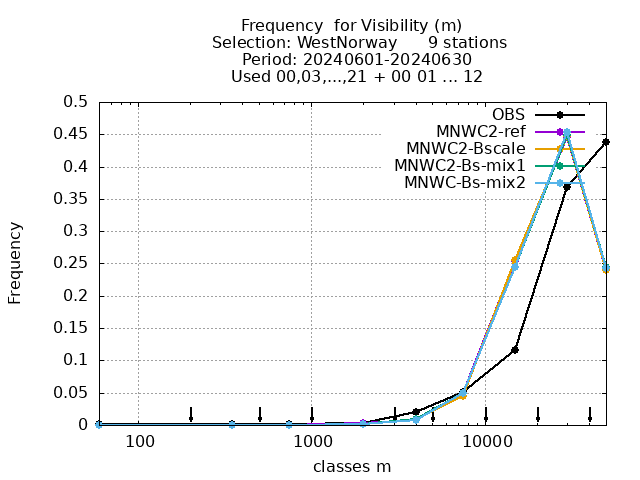 Frequency  for Visibility (m)
Selection: WestNorway      9 stations
Period: 20240601-20240630
Used 00,03,...,21 + 00 01 ... 12
OBS
MNWC2-ref
MNWC2-Bscale
MNWC2-Bs-mix1
MNWC-Bs-mix2
0.5
0.45
0.4
0.35
0.3
0.25
0.2
0.15
0.1
0.05
0
Frequency
100 1000 10000
classes m